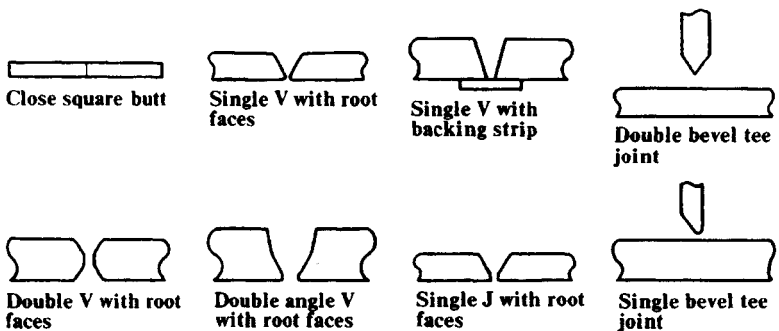 Close square butt
Single V with root
faces
Single V with
backing strip
Double bevel tee
joint
Double V with root
faces
Double angle V
with root faces
Single J with root
faces
Single bevel tee
joint